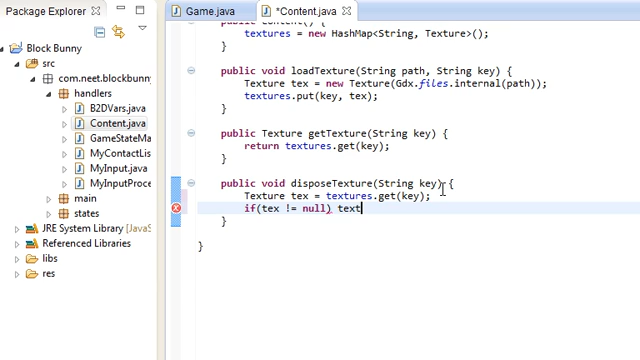 Package Explorer
Game.java
*Content.java
Block Bunny
src
com.neet.blockbunny
handlers
B2DVars.java
Content.java
GameStateMa
MyContactLis
MyInput.java
MyInputProce
main
states
JRE System Library [JavaS
Referenced Libraries
libs
res
public Content() {
textures = new HashMap<String, Texture>();
}
public void loadTexture(String path, String key) {
Texture tex = new Texture(Gdx.files.internal(path));
textures.put(key, tex);
}
public Texture getTexture(String key) {
return textures.get(key);
}
public void disposeTexture(String key) {
Texture tex = textures.get(key);
if(tex != null) text
}
}